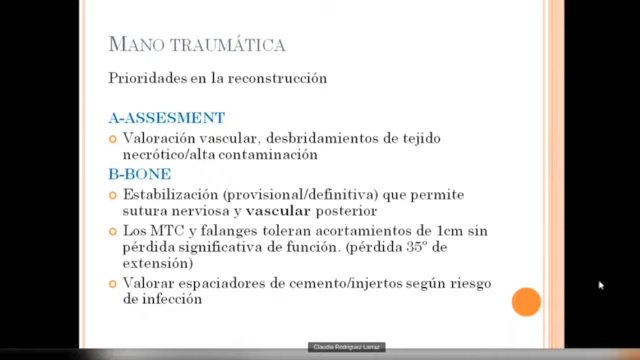 MANO TRAUMÁTICA
Prioridades en la reconstrucción
A-ASSESMENT
Valoración vascular, desbridamientos de tejido
necrótico/alta contaminación
B-BONE
Estabilización (provisional/definitiva) que permite
sutura nerviosa y vascular posterior
Los MTC y falanges toleran acortamientos de 1cm sin
pérdida significativa de función. (pérdida 35º de
extensión)
Valorar espaciadores de cemento/injertos según riesgo
de infección
Claudia Rodríguez Larraz